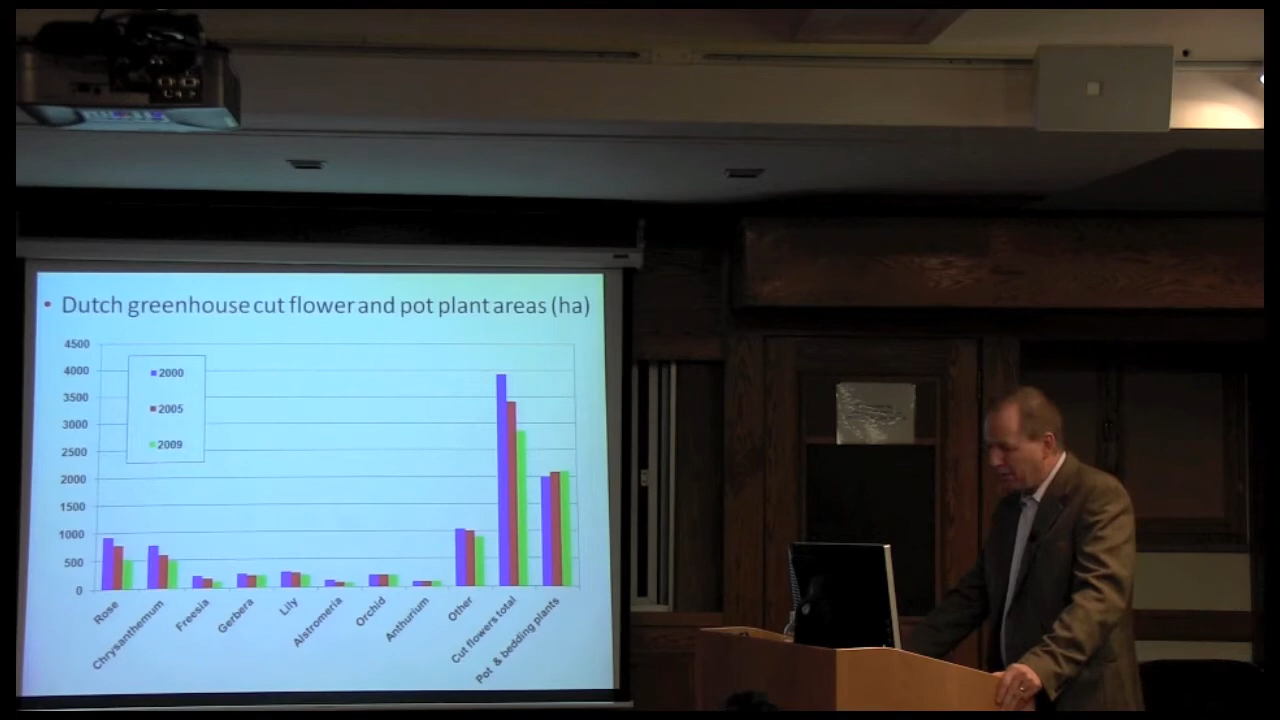 • Dutch greenhouse cut flower and pot plant areas (ha)
4500
4000
3500
3000
2500
2000
1500
1000
500
0
2000
2005
2009
Rose
Chrysanthemum
Freesia
Gerbera
Lily
Alstromeria
Orchid
Anthurium
Other
Cut flowers total
Pot & bedding plants